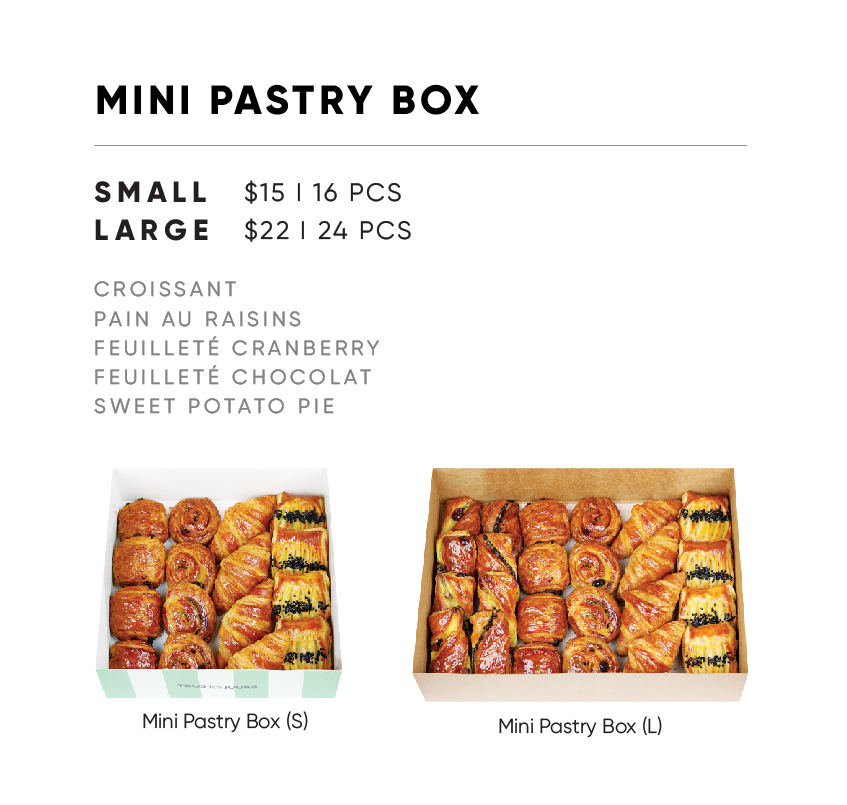 MINI PASTRY BOX
SMALL $15 | 16 PCS
LARGE $22 | 24 PCS
CROISSANT
PAIN AU RAISINS
FEUILLETÉ CRANBERRY
FEUILLETÉ CHOCOLAT
SWEET POTATO PIE
TOUS les JOURS
Mini Pastry Box (S)
Mini Pastry Box (L)